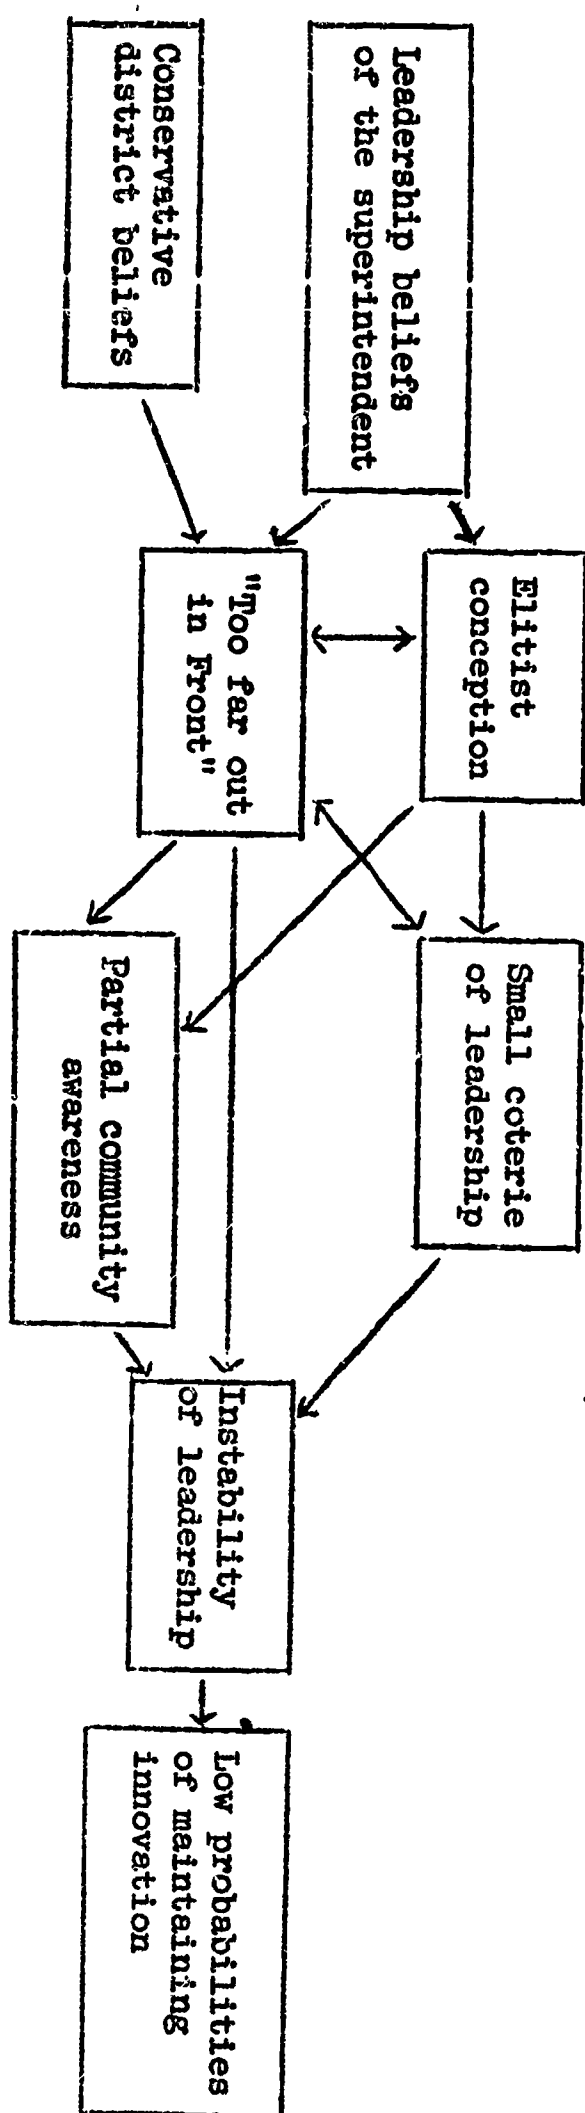 Leadership beliefs
of the superintendent
Conservative
district beliefs
Elitist
conception
"Too far out
in Front"
Small coterie
of leadership
Partial community
awareness
Instability
of leadership
Low probabilities
of maintaining
innovation